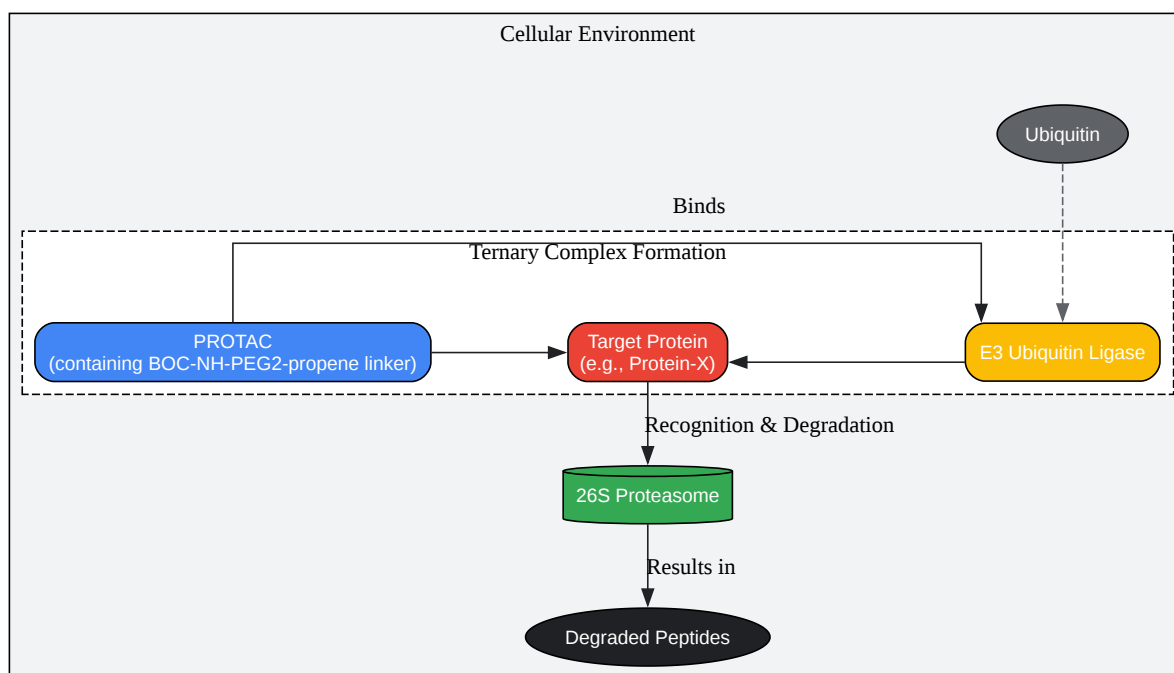 Cellular Environment
Ubiquitin
Binds
Ternary Complex Formation
PROTAC
(containing BOC-NH-PEG2-propene linker)
Target Protein
(e.g., Protein-X)
E3 Ubiquitin Ligase
Recognition & Degradation
26S Proteasome
Results in
Degraded Peptides